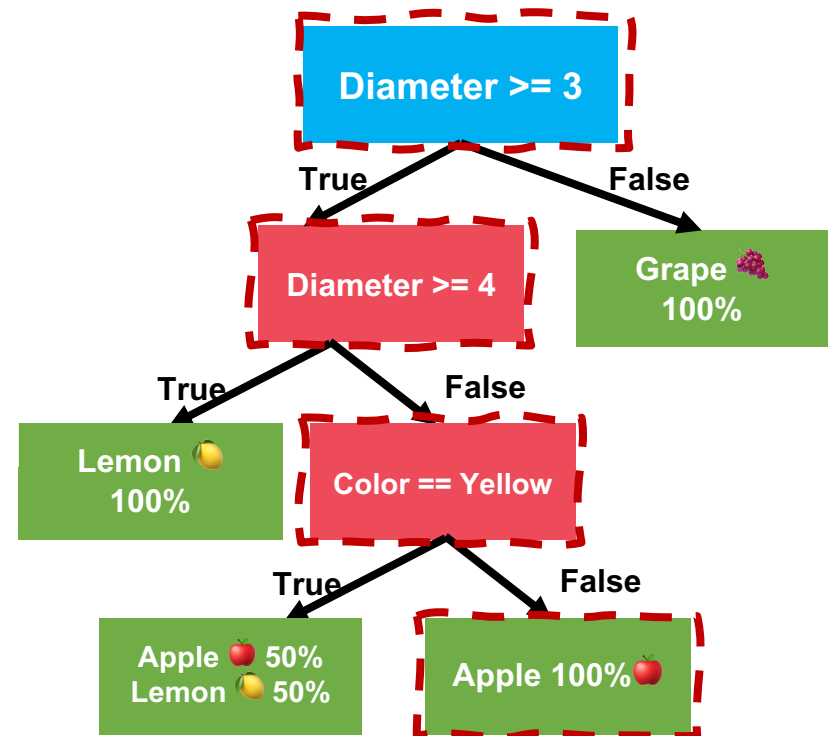 Diameter >= 3
True
False
Diameter >= 4
Grape 🍇
100%
True
False
Lemon 🍋
100%
Color == Yellow
True
False
Apple 🍎 50%
Lemon 🍋 50%
Apple 100%🍎